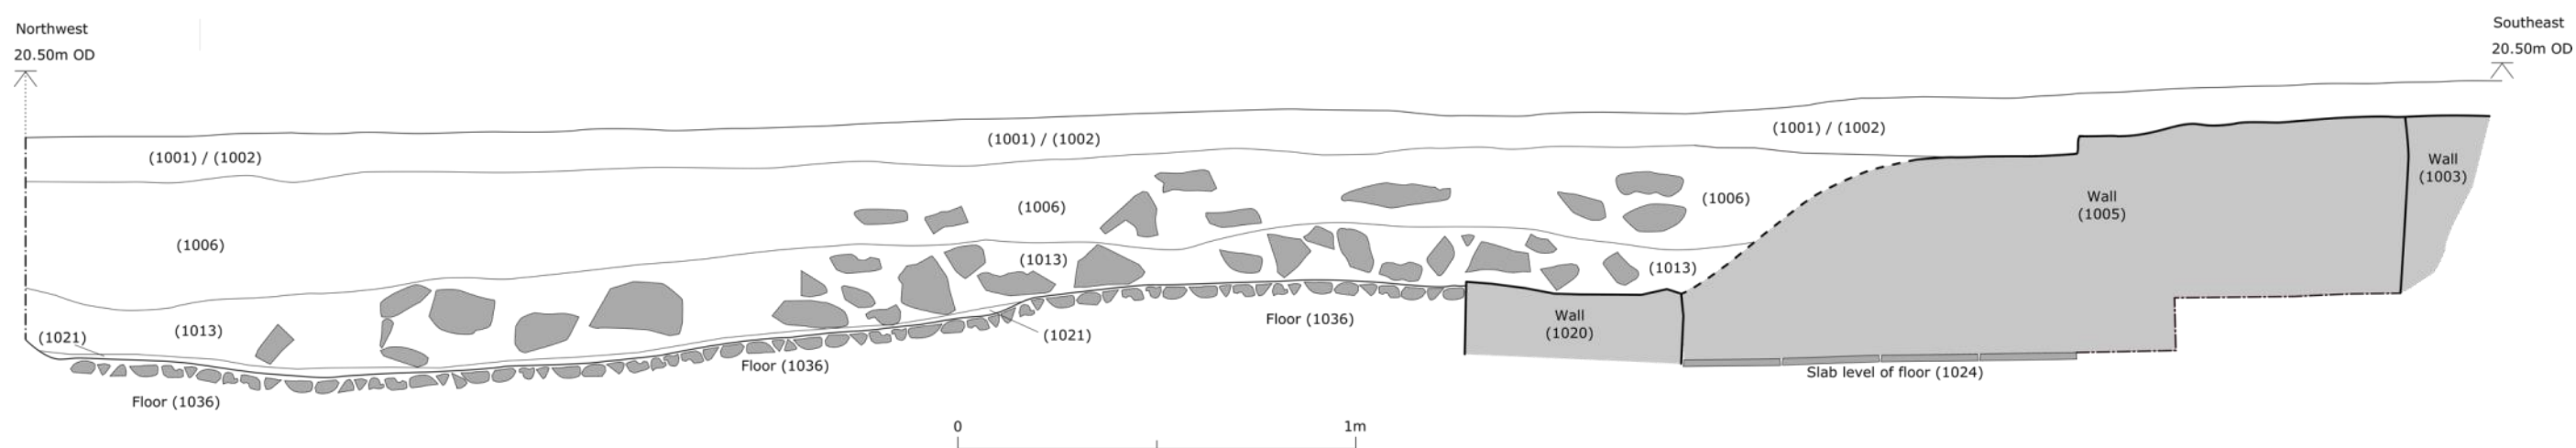 Northwest
20.50m OD
Southeast
20.50m OD
(1001) / (1002)
(1001) / (1002)
(1001) / (1002)
(1006)
(1006)
(1006)
(1013)
(1013)
(1013)
(1021)
(1021)
Wall
(1003)
Wall
(1005)
Wall
(1020)
Floor (1036)
Floor (1036)
Floor (1036)
Slab level of floor (1024)
0
1m